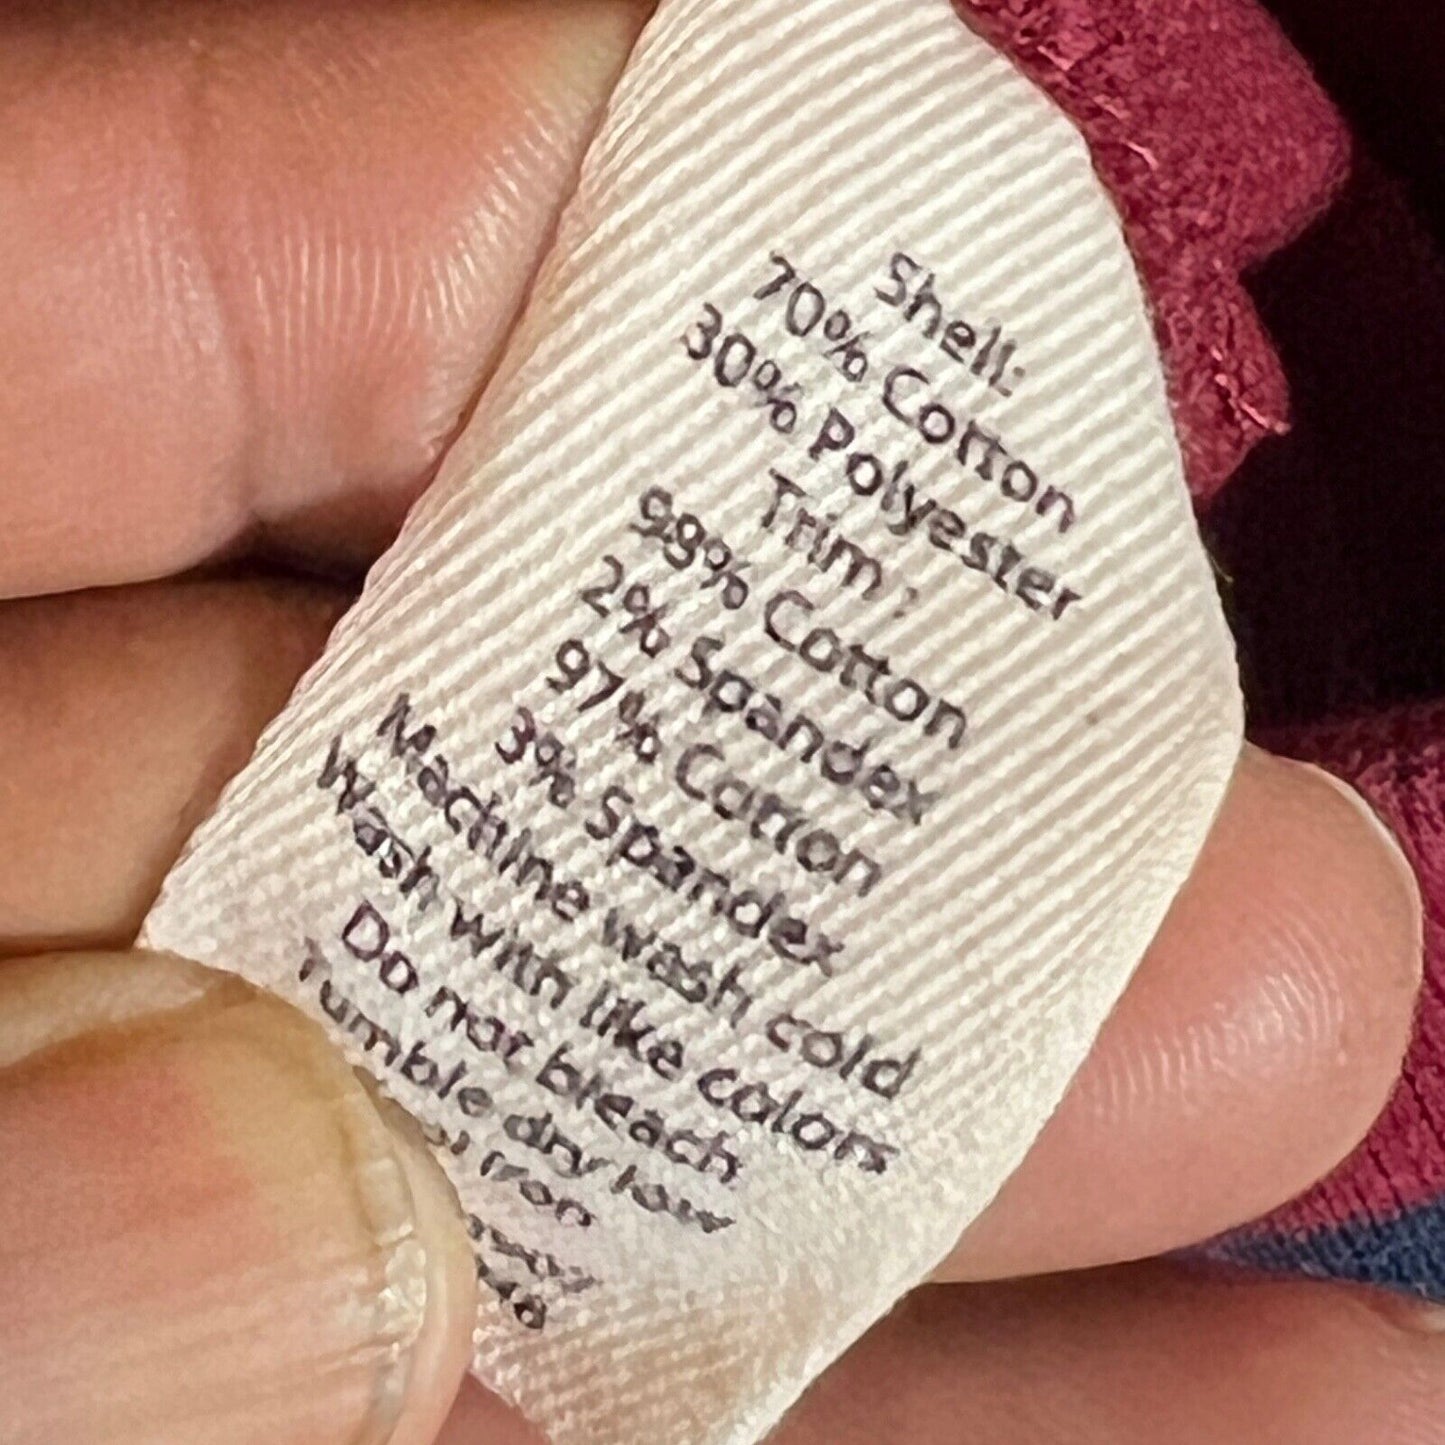 Shell:
70% Cotton
30% Polyester
Trim :
98% Cotton
2% Spandex
97% Cotton
3% Spandex
Machine wash cold
Wash with like colors
Do not bleach
Tumble dry low
iron